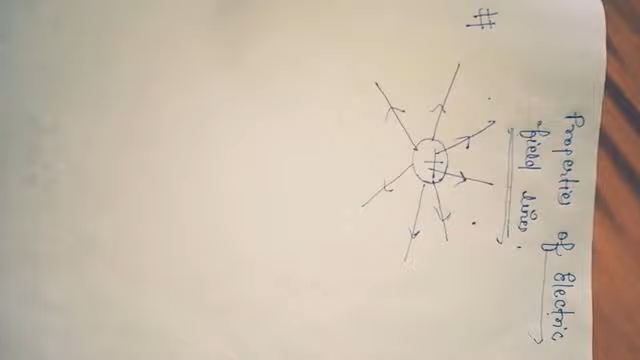 # Properties of Electric
field lines.
+